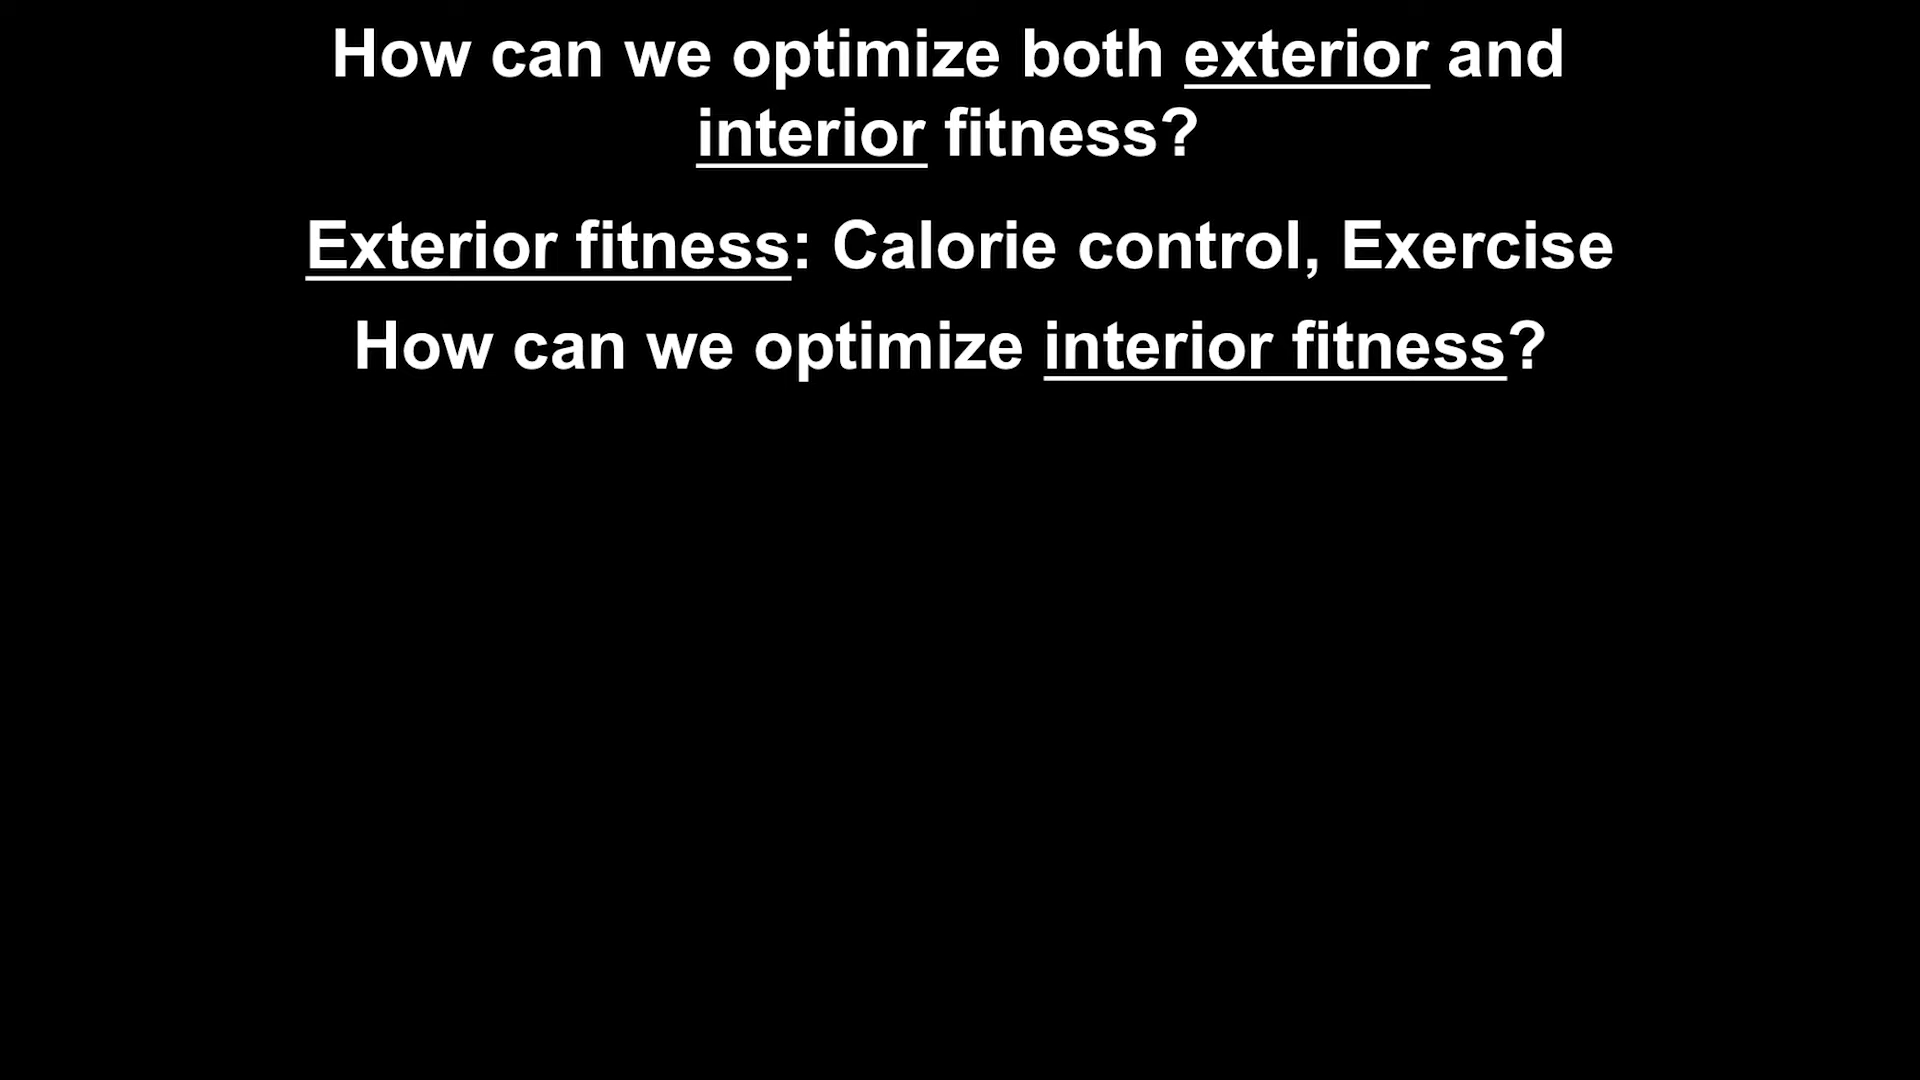 How can we optimize both exterior and
interior fitness?
Exterior fitness: Calorie control, Exercise
How can we optimize interior fitness?